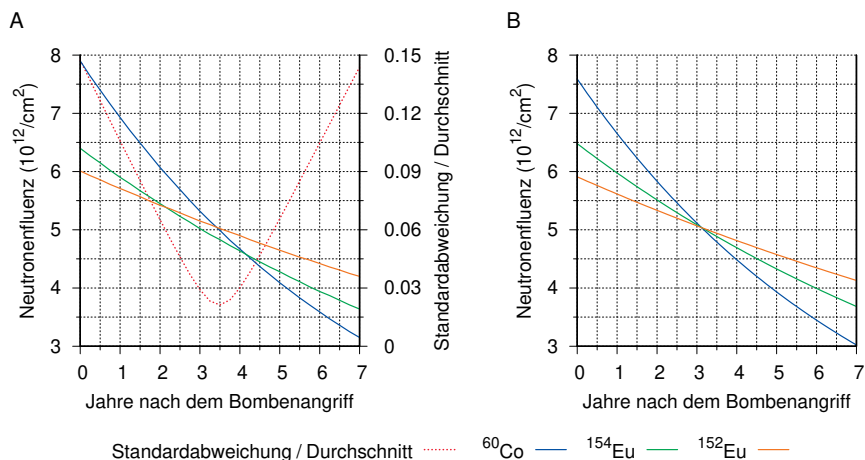 A
8
7
6
5
4
3
Neutronenfluenz (10¹²/cm²)
0 1 2 3 4 5 6 7
Jahre nach dem Bombenangriff
0.15
0.12
0.09
0.06
0.03
0
Standardabweichung / Durchschnitt
B
8
7
6
5
4
3
Neutronenfluenz (10¹²/cm²)
0 1 2 3 4 5 6 7
Jahre nach dem Bombenangriff
Standardabweichung / Durchschnitt ⁶⁰Co ¹⁵⁴Eu ¹⁵²Eu